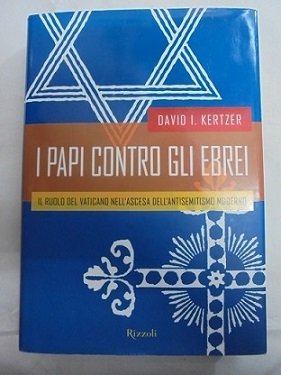 DAVID I. KERTZER
I PAPI CONTRO GLI EBREI
IL RUOLO DEL VATICANO NELL'ASCESA DELL'ANTISEMITISMO MODERNO
Rizzoli